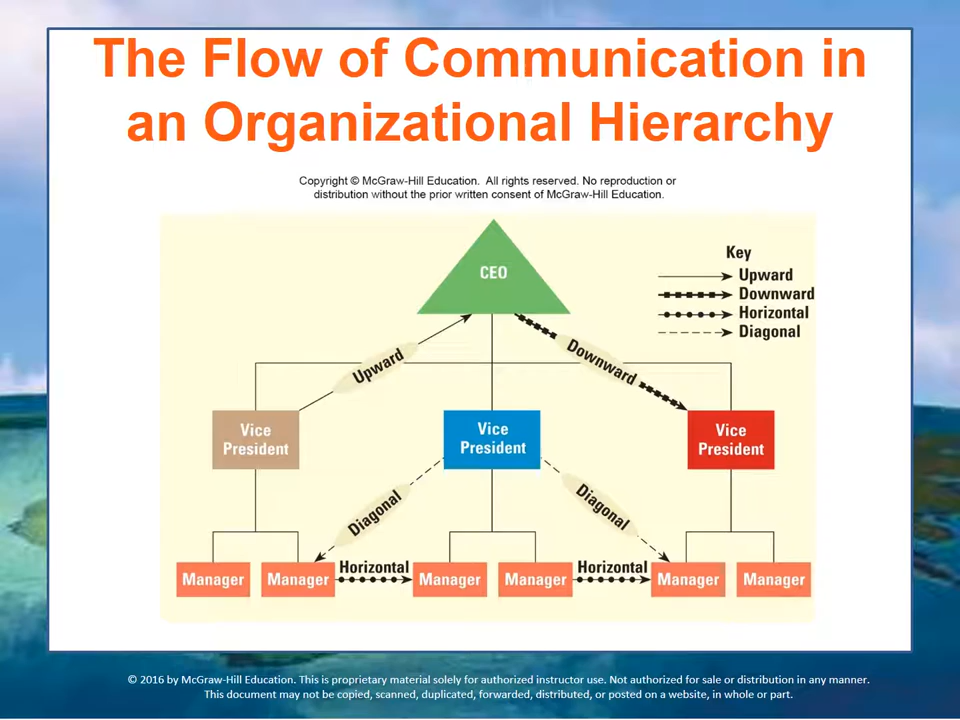 The Flow of Communication in
an Organizational Hierarchy
Copyright © McGraw-Hill Education. All rights reserved. No reproduction or
distribution without the prior written consent of McGraw-Hill Education.
CEO
Key
Upward
Downward
Horizontal
Diagonal
Upward
Downward
Vice
President
Vice
President
Vice
President
Diagonal
Diagonal
Manager
Manager
Horizontal
Manager
Manager
Horizontal
Manager
Manager
© 2016 by McGraw-Hill Education. This is proprietary material solely for authorized instructor use. Not authorized for sale or distribution in any manner.
This document may not be copied, scanned, duplicated, forwarded, distributed, or posted on a website, in whole or part.